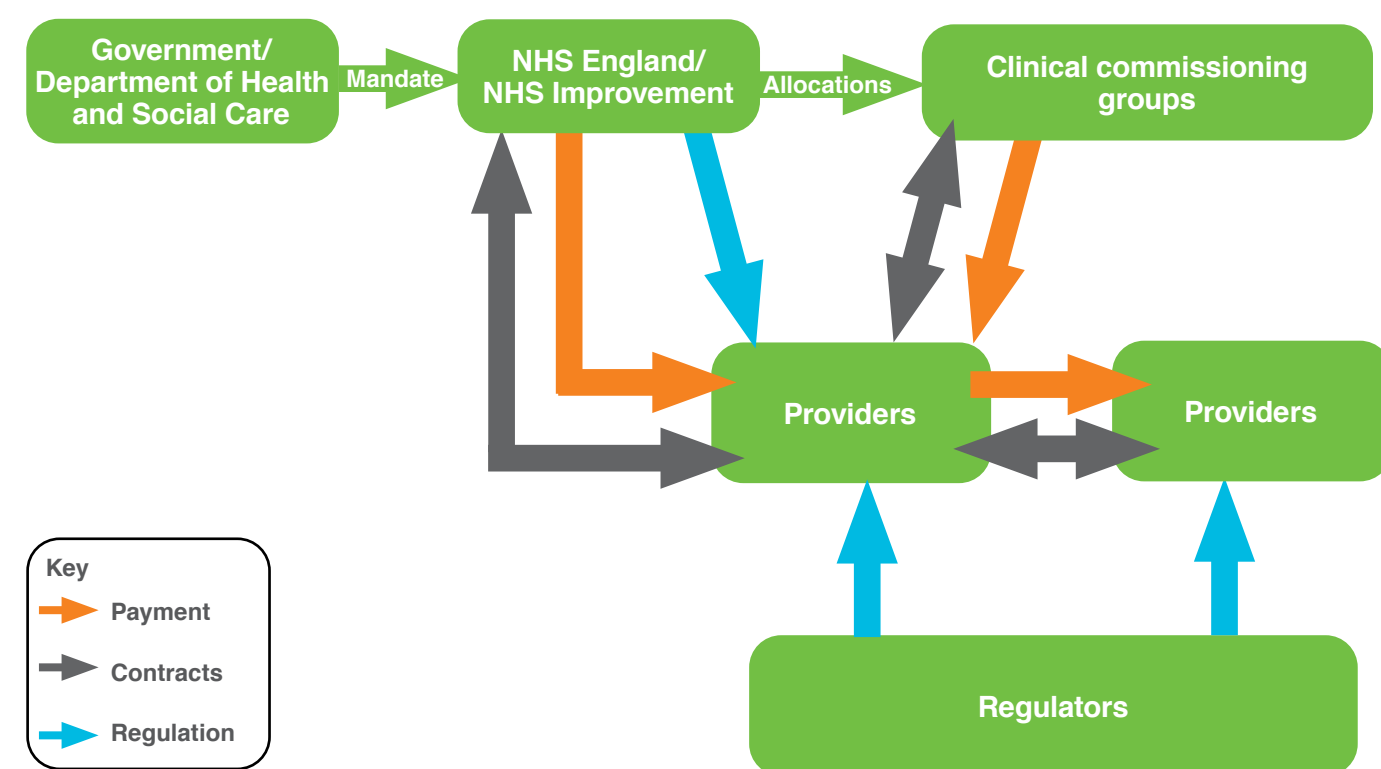 Government/
Department of Health
and Social Care
Mandate
NHS England/
NHS Improvement
Allocations
Clinical commissioning
groups
Providers
Providers
Key
Payment
Contracts
Regulation
Regulators